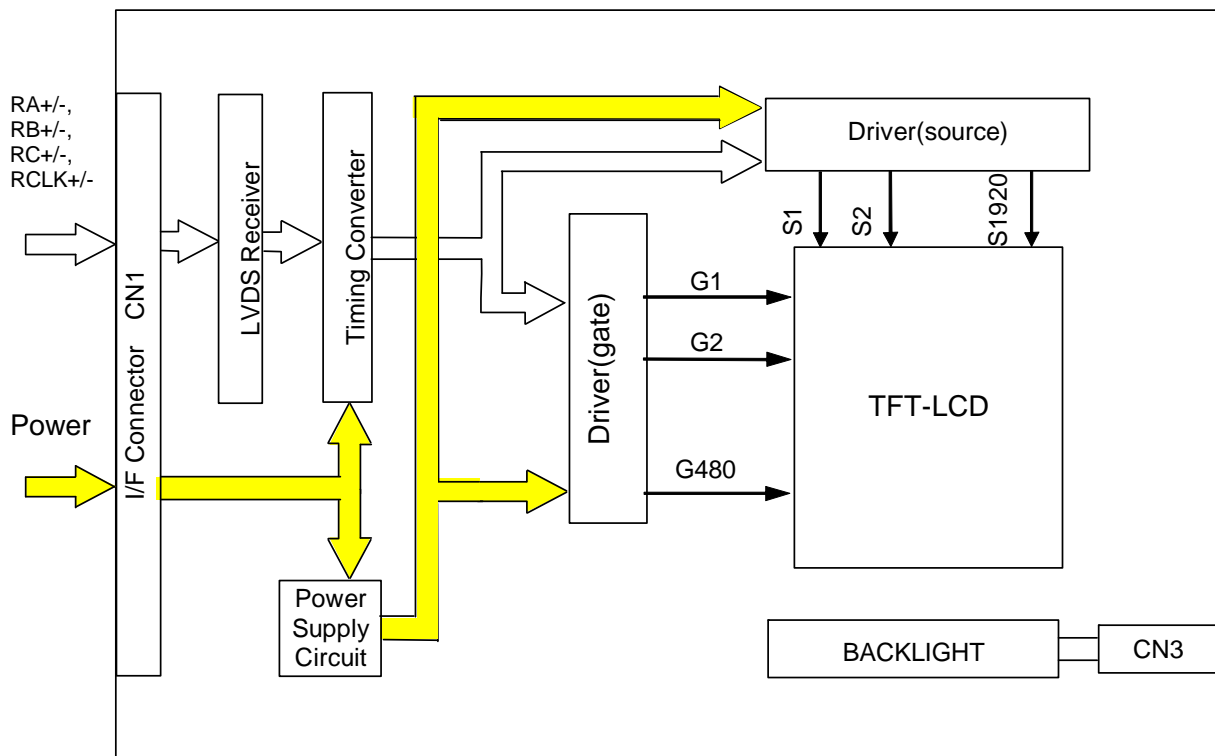 RA+/-,
RB+/-,
RC+/-,
RCLK+/-
Power
I/F Connector CN1
LVDS Receiver
Timing Converter
Power
Supply
Circuit
Driver(gate)
Driver(source)
S1
S2
S1920
G1
G2
G480
TFT-LCD
BACKLIGHT
CN3